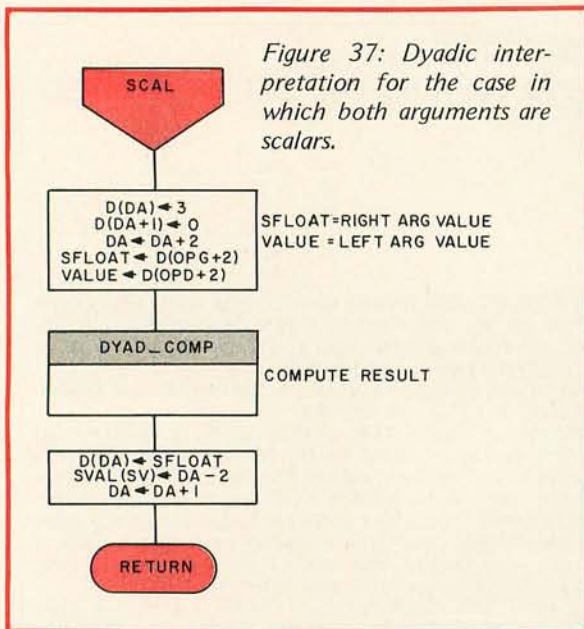 Figure 37: Dyadic inter-
pretation for the case in
which both arguments are
scalars.
SCAL
D(DA)←3
D(DA+1)←0
DA←DA+2
SFLOAT←D(OPG+2)
VALUE←D(OPD+2)
SFLOAT=RIGHT ARG VALUE
VALUE = LEFT ARG VALUE
DYAD_COMP
COMPUTE RESULT
D(DA)←SFLOAT
SVAL(SV)←DA-2
DA←DA+1
RETURN